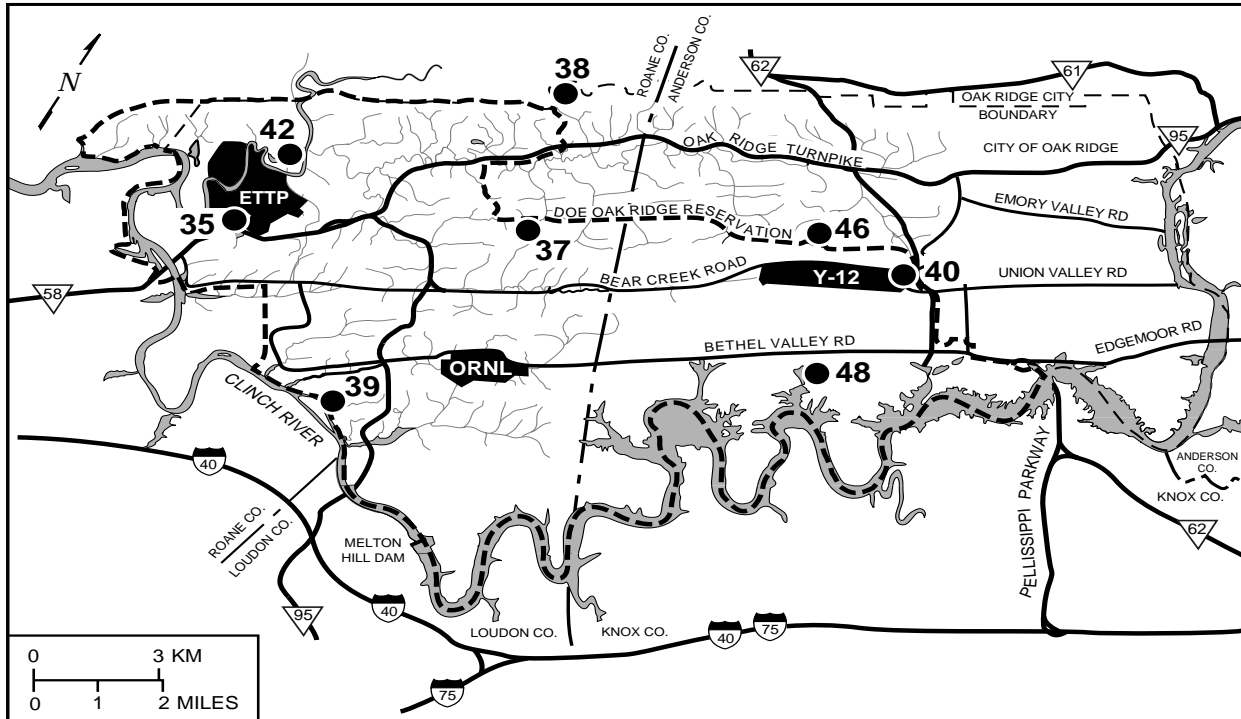 N
38
ROANE CO.
ANDERSON CO.
62
61
OAK RIDGE CITY
BOUNDARY
95
CITY OF OAK RIDGE
42
OAK RIDGE TURNPIKE
ETTP
35
EMORY VALLEY RD
DOE OAK RIDGE RESERVATION
46
37
40
BEAR CREEK ROAD
Y-12
UNION VALLEY RD
58
BETHEL VALLEY RD
EDGEMOOR RD
ORNL
48
39
CLINCH RIVER
40
ANDERSON
CO.
KNOX CO.
ROANE CO.
LOUDON CO.
MELTON
HILL DAM
PELLISSIPPI PARKWAY
62
95
40
LOUDON CO.
KNOX CO.
40
75
75
0
3 KM
0
1
2 MILES